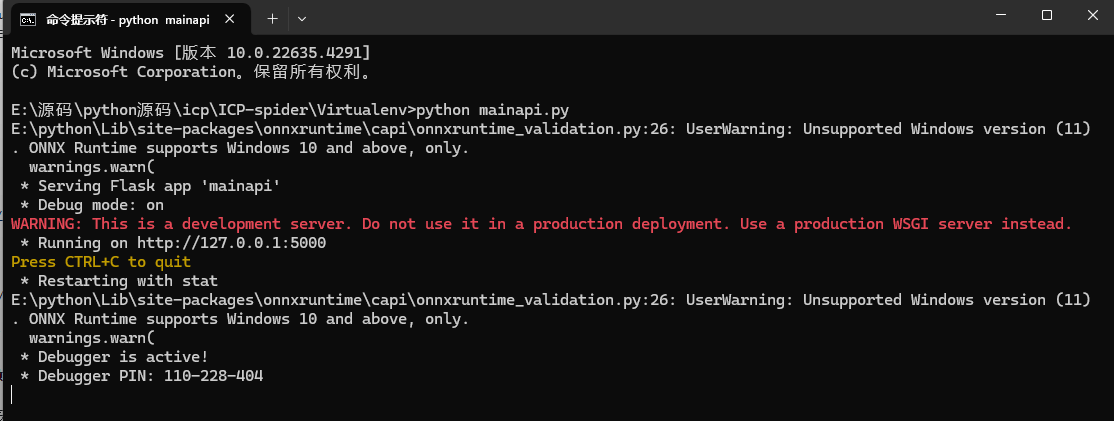 命令提示符 - python mainapi
Microsoft Windows [版本 10.0.22635.4291]
(c) Microsoft Corporation。保留所有权利。
E:\源码\python源码\icp\ICP-spider\Virtualenv>python mainapi.py
E:\python\Lib\site-packages\onnxruntime\capi\onnxruntime_validation.py:26: UserWarning: Unsupported Windows version (11)
. ONNX Runtime supports Windows 10 and above, only.
  warnings.warn(
 * Serving Flask app 'mainapi'
 * Debug mode: on
WARNING: This is a development server. Do not use it in a production deployment. Use a production WSGI server instead.
 * Running on http://127.0.0.1:5000
Press CTRL+C to quit
 * Restarting with stat
E:\python\Lib\site-packages\onnxruntime\capi\onnxruntime_validation.py:26: UserWarning: Unsupported Windows version (11)
. ONNX Runtime supports Windows 10 and above, only.
  warnings.warn(
 * Debugger is active!
 * Debugger PIN: 110-228-404